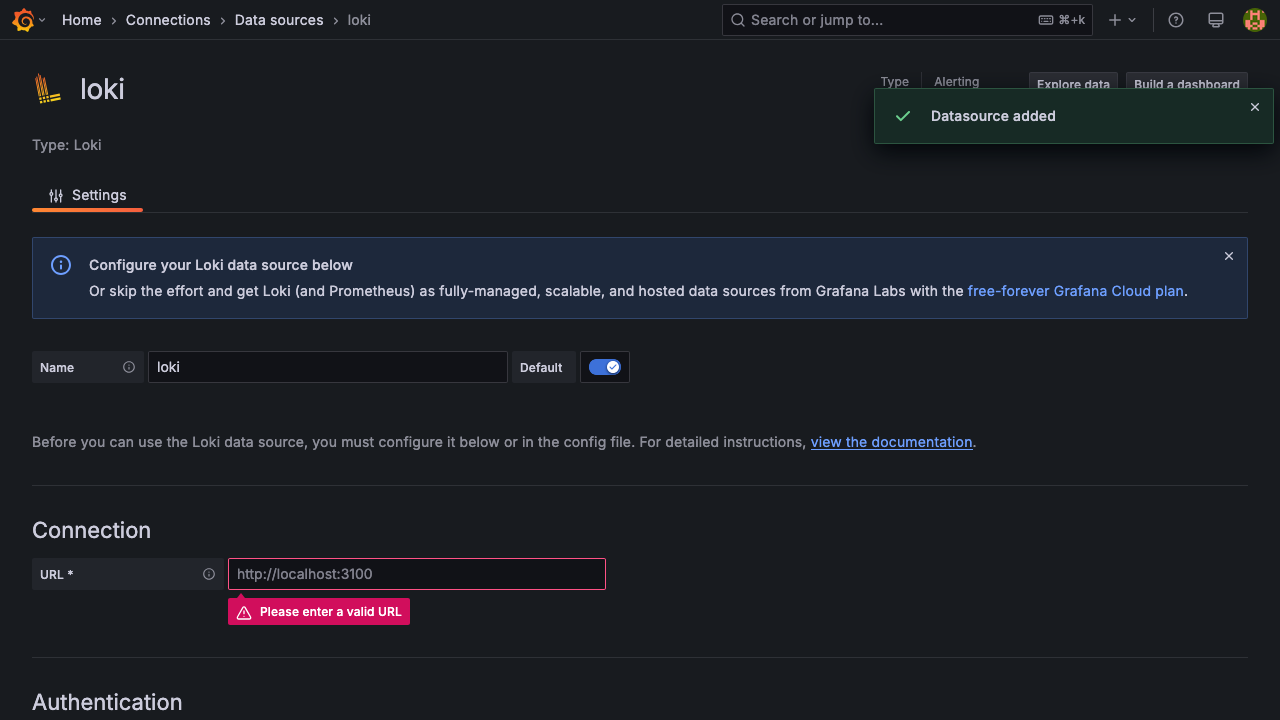 Home › Connections › Data sources › loki
Search or jump to... ⌘+k
loki
Type Alerting Explore data Build a dashboard
Datasource added
Type: Loki
Settings
Configure your Loki data source below
Or skip the effort and get Loki (and Prometheus) as fully-managed, scalable, and hosted data sources from Grafana Labs with the free-forever Grafana Cloud plan.
Name loki Default
Before you can use the Loki data source, you must configure it below or in the config file. For detailed instructions, view the documentation.
Connection
URL * http://localhost:3100
Please enter a valid URL
Authentication